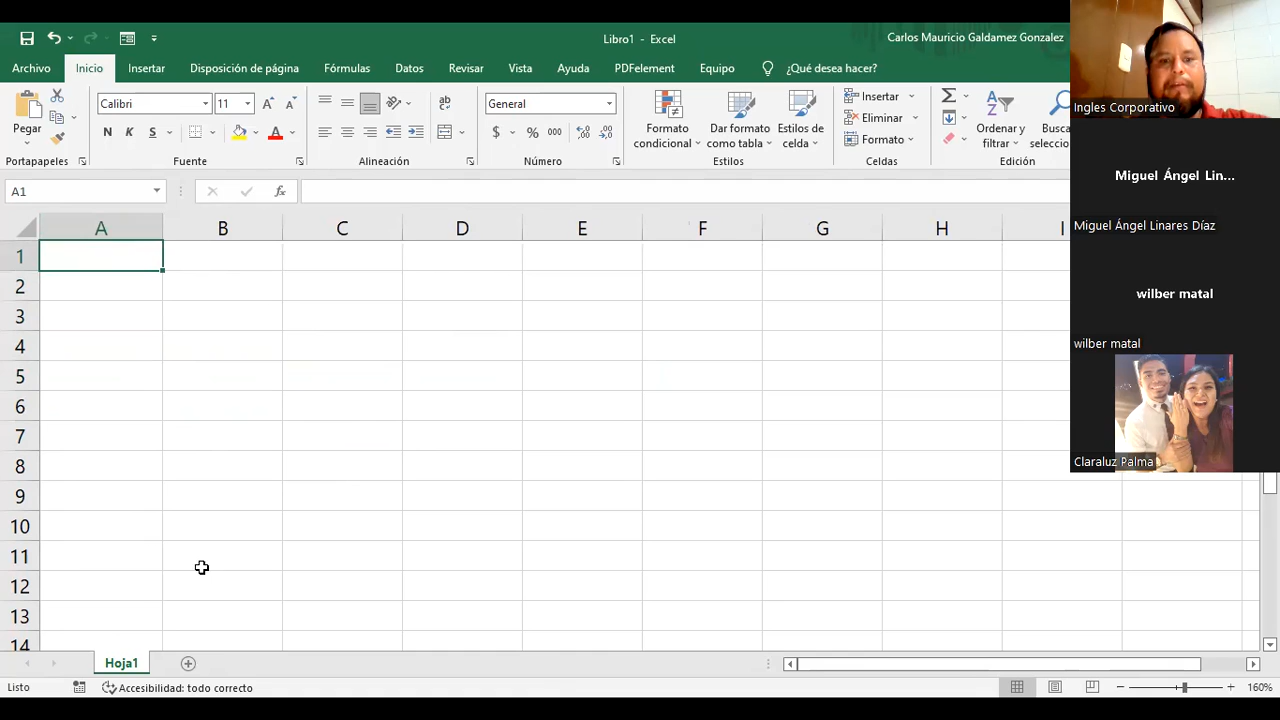 Libro1 - Excel
Carlos Mauricio Galdamez Gonzalez
Archivo
Inicio
Insertar
Disposición de página
Fórmulas
Datos
Revisar
Vista
Ayuda
PDFelement
Equipo
¿Qué desea hacer?
Pegar
Portapapeles
Calibri
11
N K S
Fuente
ab
Alineación
General
$ % 000
Número
Formato condicional
Dar formato como tabla
Estilos de celda
Estilos
Insertar
Eliminar
Formato
Celdas
Ordenar y filtrar
Edición
A1
fx
A B C D E F G H I
1
2
3
4
5
6
7
8
9
10
11
12
13
14
Hoja1
Listo
Accesibilidad: todo correcto
160%
Ingles Corporativo
Miguel Ángel Lin...
Miguel Ángel Linares Díaz
wilber matal
wilber matal
Claraluz Palma